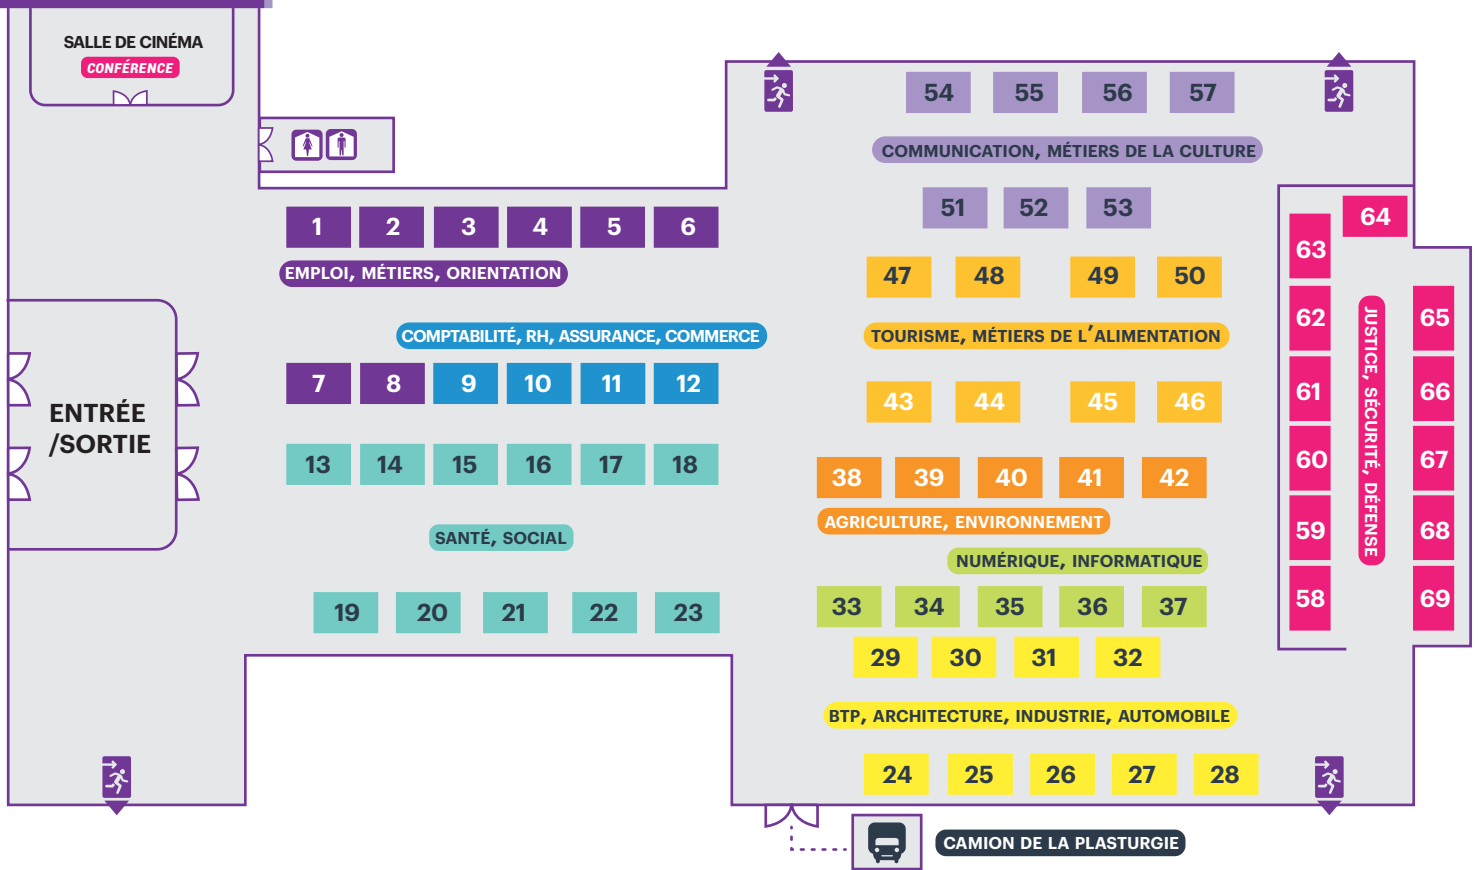 SALLE DE CINÉMA
CONFÉRENCE
54 55 56 57
COMMUNICATION, MÉTIERS DE LA CULTURE
51 52 53
1 2 3 4 5 6
EMPLOI, MÉTIERS, ORIENTATION
47 48 49 50
COMPTABILITÉ, RH, ASSURANCE, COMMERCE
TOURISME, MÉTIERS DE L'ALIMENTATION
7 8 9 10 11 12
43 44 45 46
ENTRÉE
/SORTIE
13 14 15 16 17 18
38 39 40 41 42
AGRICULTURE, ENVIRONNEMENT
SANTÉ, SOCIAL
NUMÉRIQUE, INFORMATIQUE
19 20 21 22 23
33 34 35 36 37
29 30 31 32
BTP, ARCHITECTURE, INDUSTRIE, AUTOMOBILE
24 25 26 27 28
CAMION DE LA PLASTURGIE
64
63
62
61
60
59
58
JUSTICE, SÉCURITÉ, DÉFENSE
65
66
67
68
69